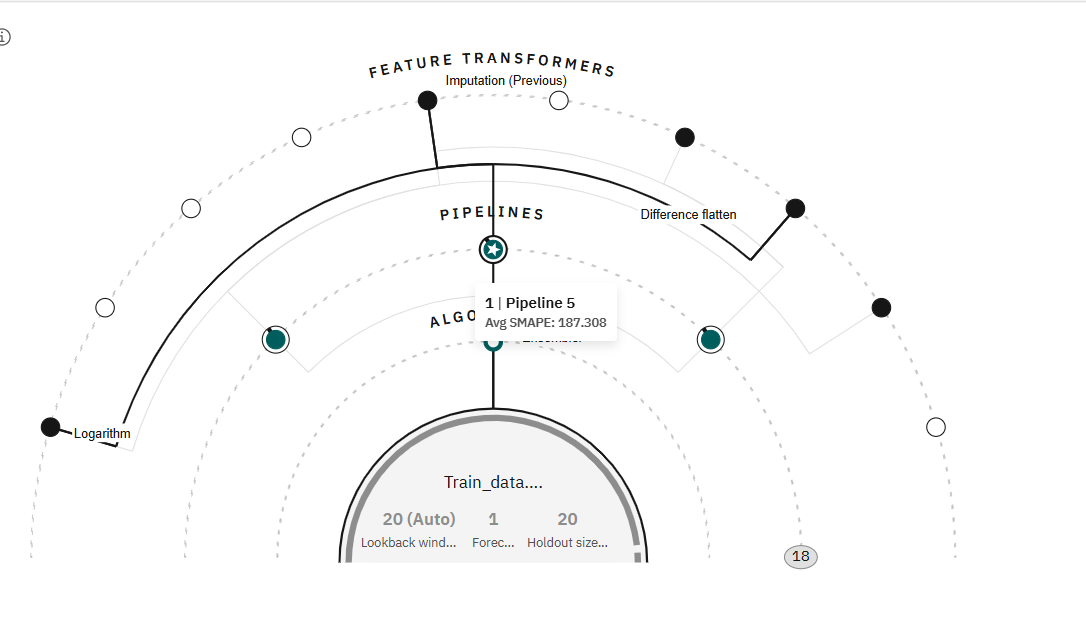 FEATURE TRANSFORMERS
Imputation (Previous)
PIPELINES
Difference flatten
1 | Pipeline 5
Avg SMAPE: 187.308
ALGO
Logarithm
Train_data....
20 (Auto) 1 20
Lookback wind... Forec... Holdout size...
18